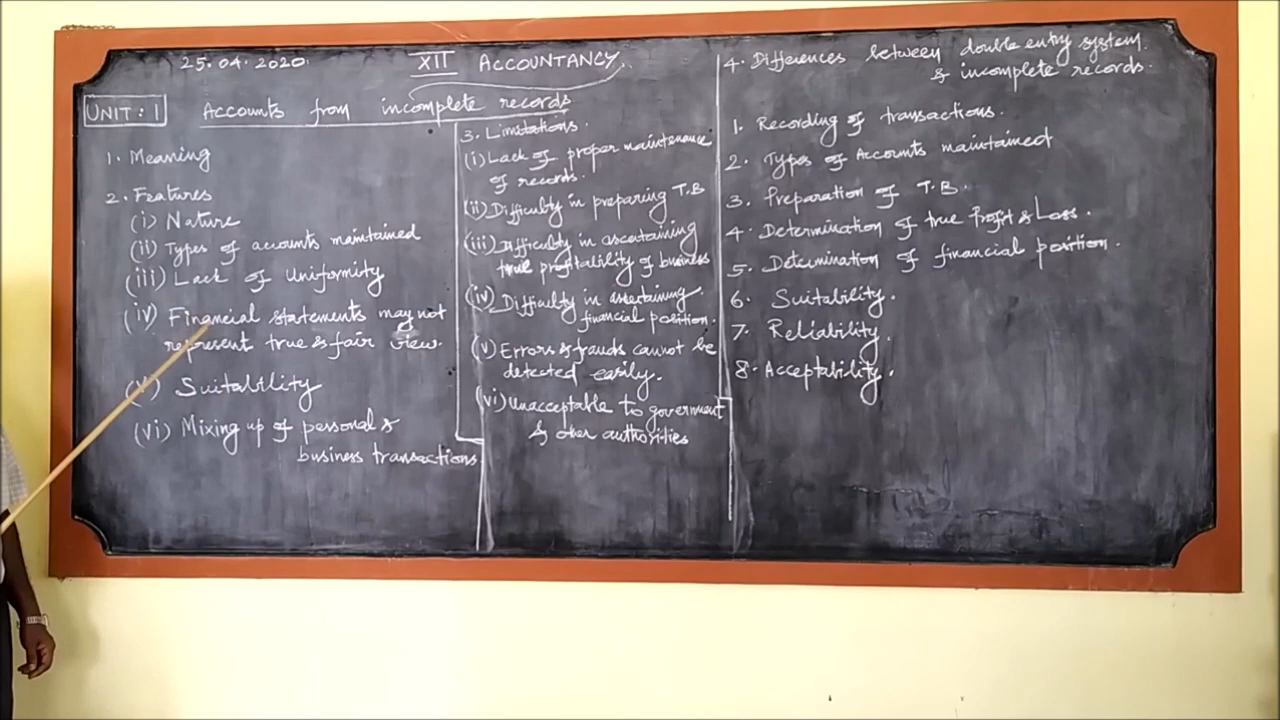 25.04.2020
XII ACCOUNTANCY
UNIT : 1 Accounts from incomplete records
1. Meaning
2. Features
(i) Nature
(ii) Types of accounts maintained
(iii) Lack of Uniformity
(iv) Financial statements may not
represent true & fair view.
(v) Suitability
(vi) Mixing up of personal &
business transactions
3. Limitations.
(i) Lack of proper maintenance
of records.
(ii) Difficulty in preparing T.B
(iii) Difficulty in ascertaining
true profitability of business
(iv) Difficulty in ascertaining
financial position.
(v) Errors & frauds cannot be
detected easily.
(vi) Unacceptable to government
& other authorities
4. Differences between double entry system
& incomplete records.
1. Recording of transactions.
2. Types of Accounts maintained
3. Preparation of T.B.
4. Determination of true Profit & Loss.
5. Determination of financial position.
6. Suitability.
7. Reliability.
8. Acceptability.